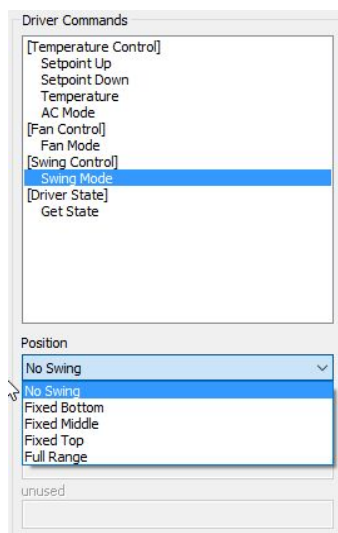 Driver Commands
[Temperature Control]
Setpoint Up
Setpoint Down
Temperature
AC Mode
[Fan Control]
Fan Mode
[Swing Control]
Swing Mode
[Driver State]
Get State
Position
No Swing
No Swing
Fixed Bottom
Fixed Middle
Fixed Top
Full Range
unused